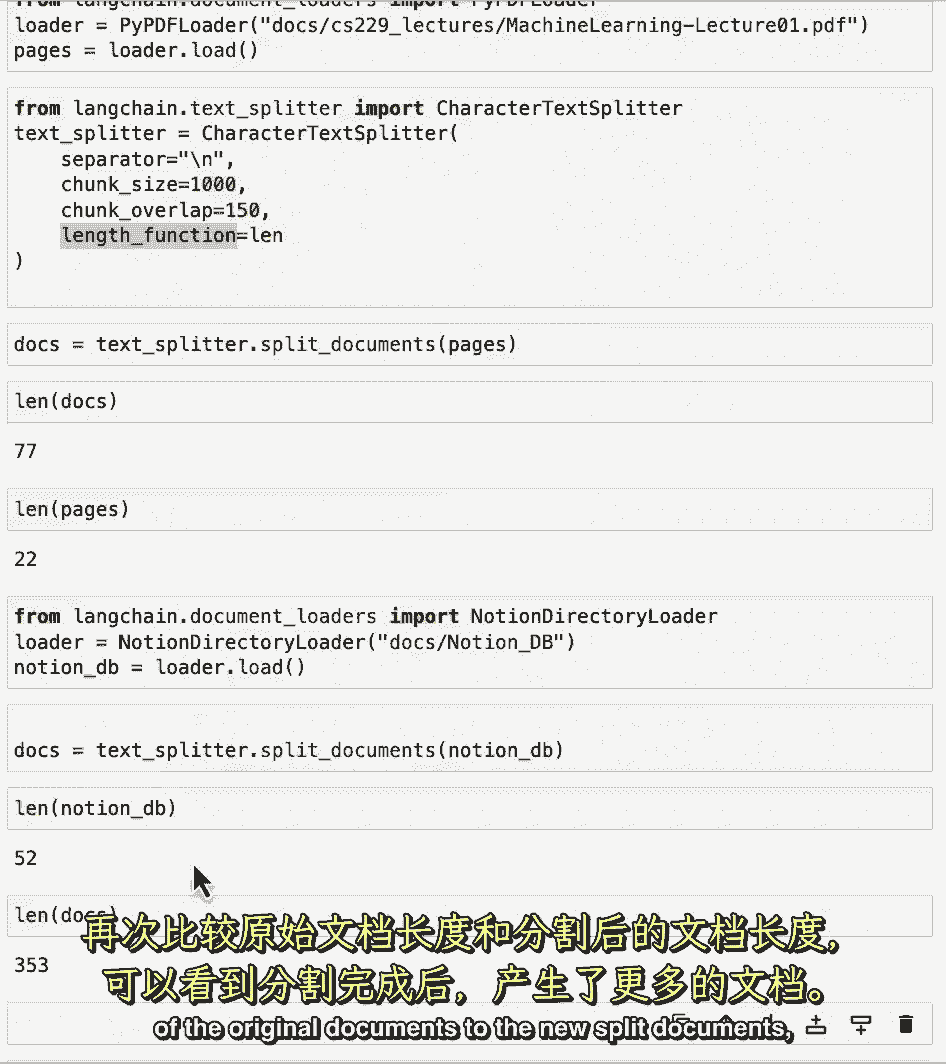 from langchain.document_loaders import PyPDFLoader
loader = PyPDFLoader("docs/cs229_lectures/MachineLearning-Lecture01.pdf")
pages = loader.load()
from langchain.text_splitter import CharacterTextSplitter
text_splitter = CharacterTextSplitter(
    separator="\n",
    chunk_size=1000,
    chunk_overlap=150,
    length_function=len
)
docs = text_splitter.split_documents(pages)
len(docs)
77
len(pages)
22
from langchain.document_loaders import NotionDirectoryLoader
loader = NotionDirectoryLoader("docs/Notion_DB")
notion_db = loader.load()
docs = text_splitter.split_documents(notion_db)
len(notion_db)
52
len(docs)
353
再次比较原始文档长度和分割后的文档长度,
可以看到分割完成后，产生了更多的文档。
of the original documents to the new split documents,